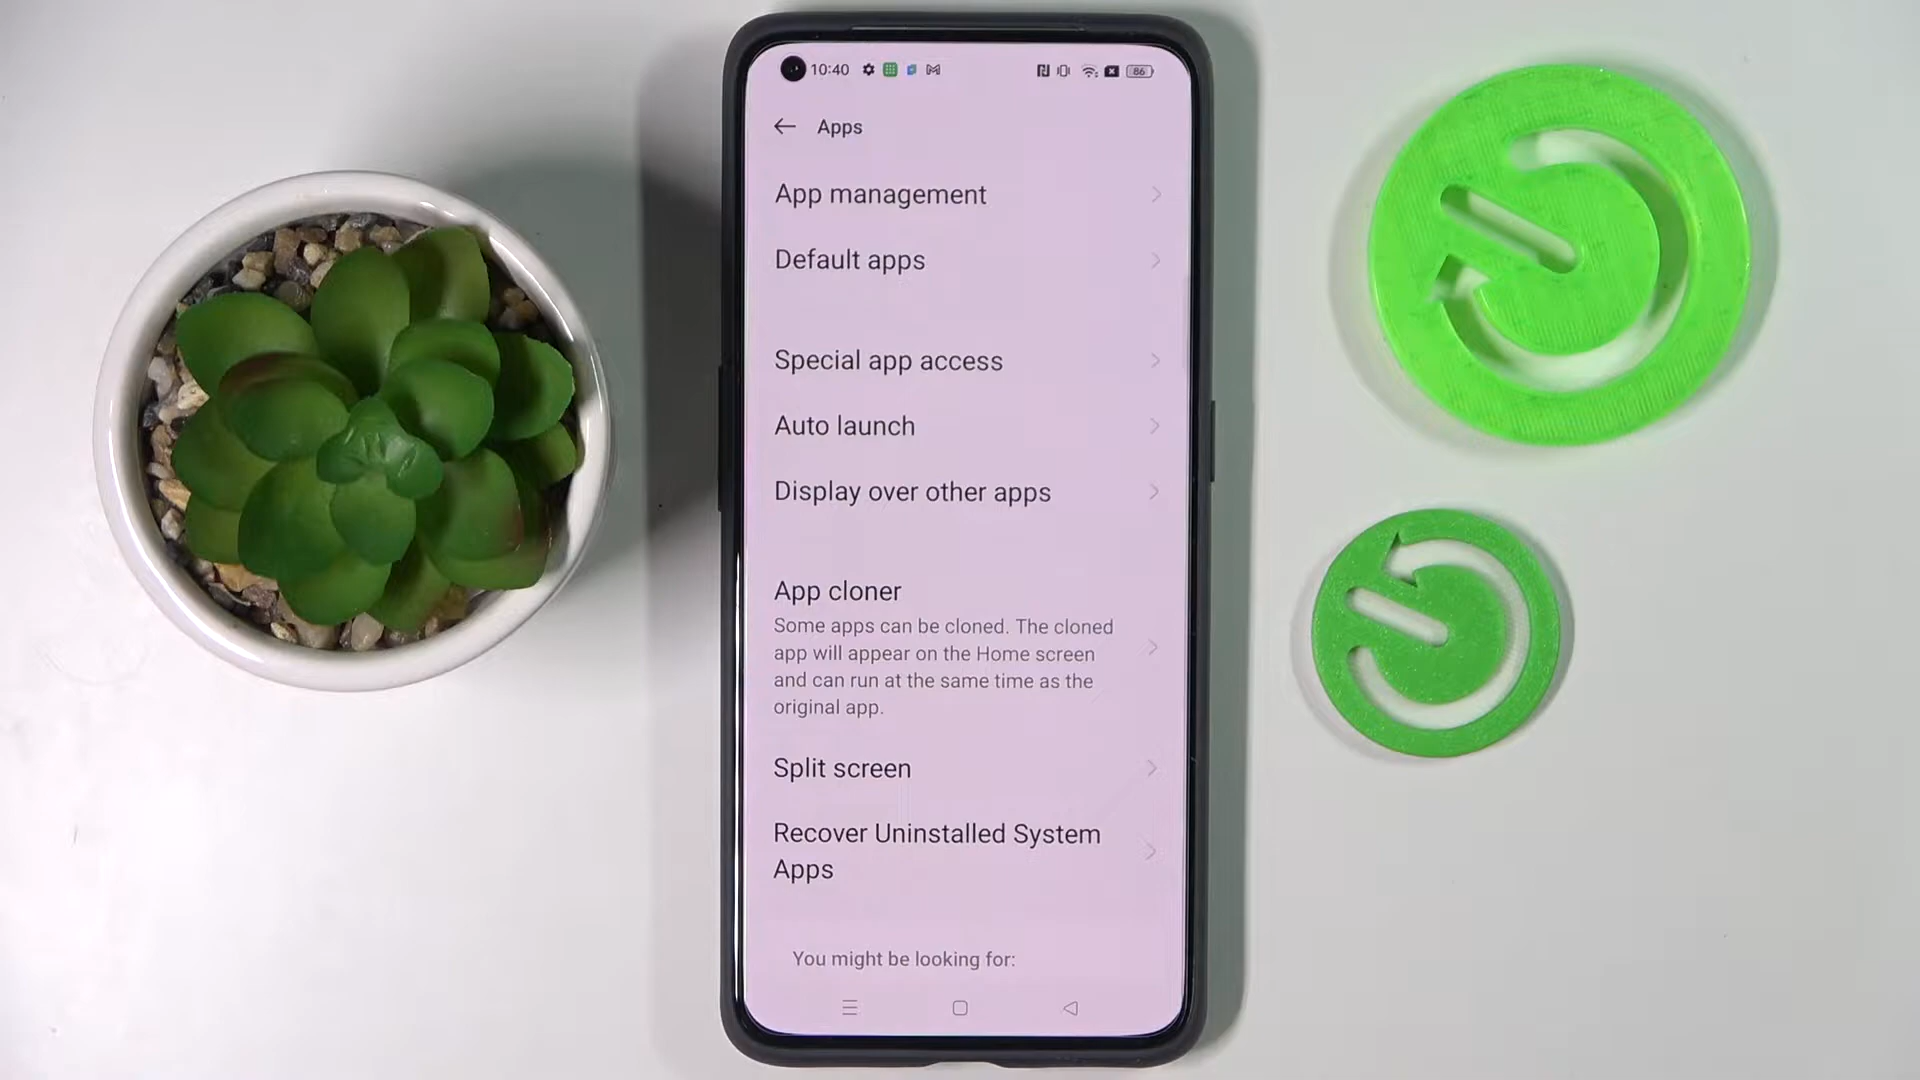 10:40
86
Apps
App management
Default apps
Special app access
Auto launch
Display over other apps
App cloner
Some apps can be cloned. The cloned
app will appear on the Home screen
and can run at the same time as the
original app.
Split screen
Recover Uninstalled System
Apps
You might be looking for: